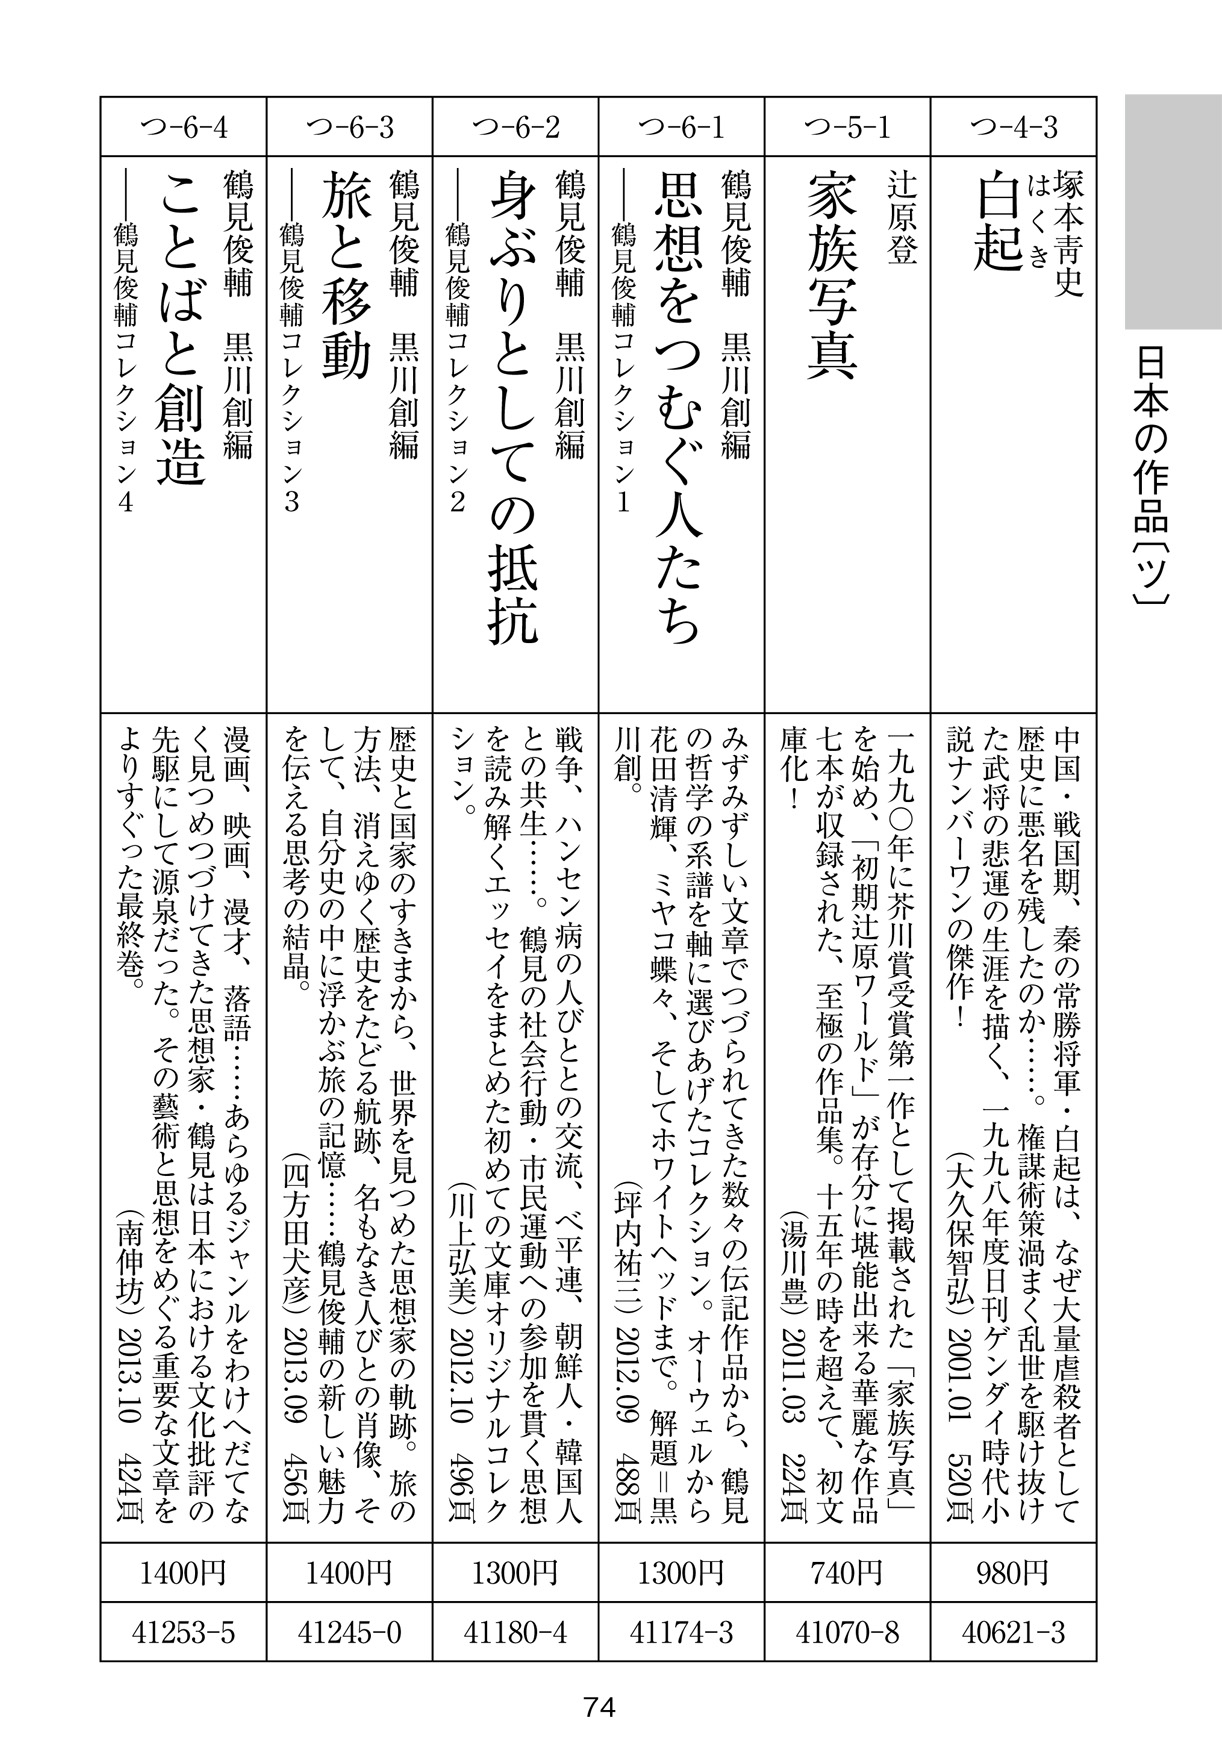 日本の作品〔ツ〕
つ-4-3
塚本靑史
はくき
白起
中国・戦国期、秦の常勝将軍・白起は、なぜ大量虐殺者として
歴史に悪名を残したのか……。権謀術策渦まく乱世を駆け抜け
た武将の悲運の生涯を描く、一九九八年度日刊ゲンダイ時代小
説ナンバーワンの傑作！
（大久保智弘）2001.01　520頁
980円
40621-3
つ-5-1
辻原登
家族写真
一九九〇年に芥川賞受賞第一作として掲載された「家族写真」
を始め、「初期辻原ワールド」が存分に堪能出来る華麗な作品
七本が収録された、至極の作品集。十五年の時を超えて、初文
庫化！
（湯川豊）2011.03　224頁
740円
41070-8
つ-6-1
鶴見俊輔　黒川創編
思想をつむぐ人たち
――鶴見俊輔コレクション1
みずみずしい文章でつづられてきた数々の伝記作品から、鶴見
の哲学の系譜を軸に選びあげたコレクション。オーウェルから
花田清輝、ミヤコ蝶々、そしてホワイトヘッドまで。解題＝黒
川創。
（坪内祐三）2012.09　488頁
1300円
41174-3
つ-6-2
鶴見俊輔　黒川創編
身ぶりとしての抵抗
――鶴見俊輔コレクション2
戦争、ハンセン病の人びととの交流、べ平連、朝鮮人・韓国人
との共生……。鶴見の社会行動・市民運動への参加を貫く思想
を読み解くエッセイをまとめた初めての文庫オリジナルコレク
ション。
（川上弘美）2012.10　496頁
1300円
41180-4
つ-6-3
鶴見俊輔　黒川創編
旅と移動
――鶴見俊輔コレクション3
歴史と国家のすきまから、世界を見つめた思想家の軌跡。旅の
方法、消えゆく歴史をたどる航跡、名もなき人びとの肖像、そ
して、自分史の中に浮かぶ旅の記憶……鶴見俊輔の新しい魅力
を伝える思考の結晶。
（四方田犬彦）2013.09　456頁
1400円
41245-0
つ-6-4
鶴見俊輔　黒川創編
ことばと創造
――鶴見俊輔コレクション4
漫画、映画、漫才、落語……あらゆるジャンルをわけへだてな
く見つめつづけてきた思想家・鶴見は日本における文化批評の
先駆にして源泉だった。その藝術と思想をめぐる重要な文章を
よりすぐった最終巻。
（南伸坊）2013.10　424頁
1400円
41253-5
74